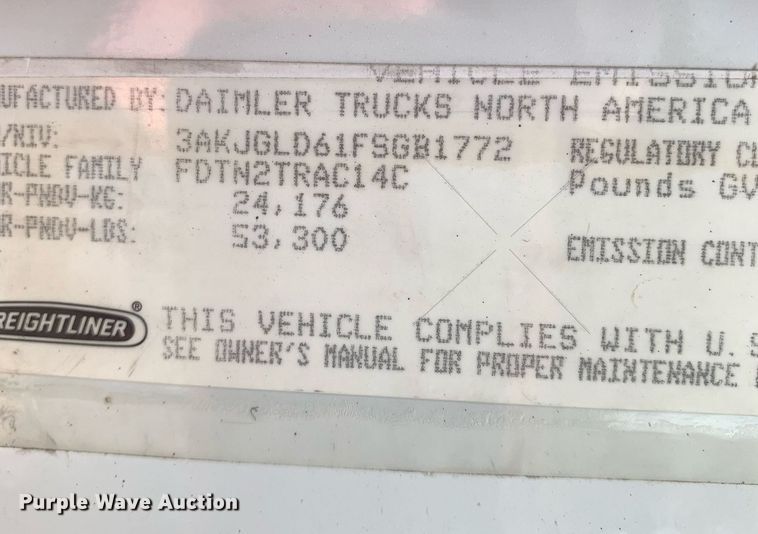 VEHICLE EMISSION
UFACTURED BY: DAIMLER TRUCKS NORTH AMERICA
/NIV: 3AKJGLD61FSGB1772 REGULATORY CL
ICLE FAMILY FDTN2TRAC14C Pounds GV
R-PNBV-KG: 24,176
R-PNBV-LBS: 53,300 EMISSION CONT
REIGHTLINER®
THIS VEHICLE COMPLIES WITH U.S
SEE OWNER'S MANUAL FOR PROPER MAINTENANCE
Purple Wave Auction